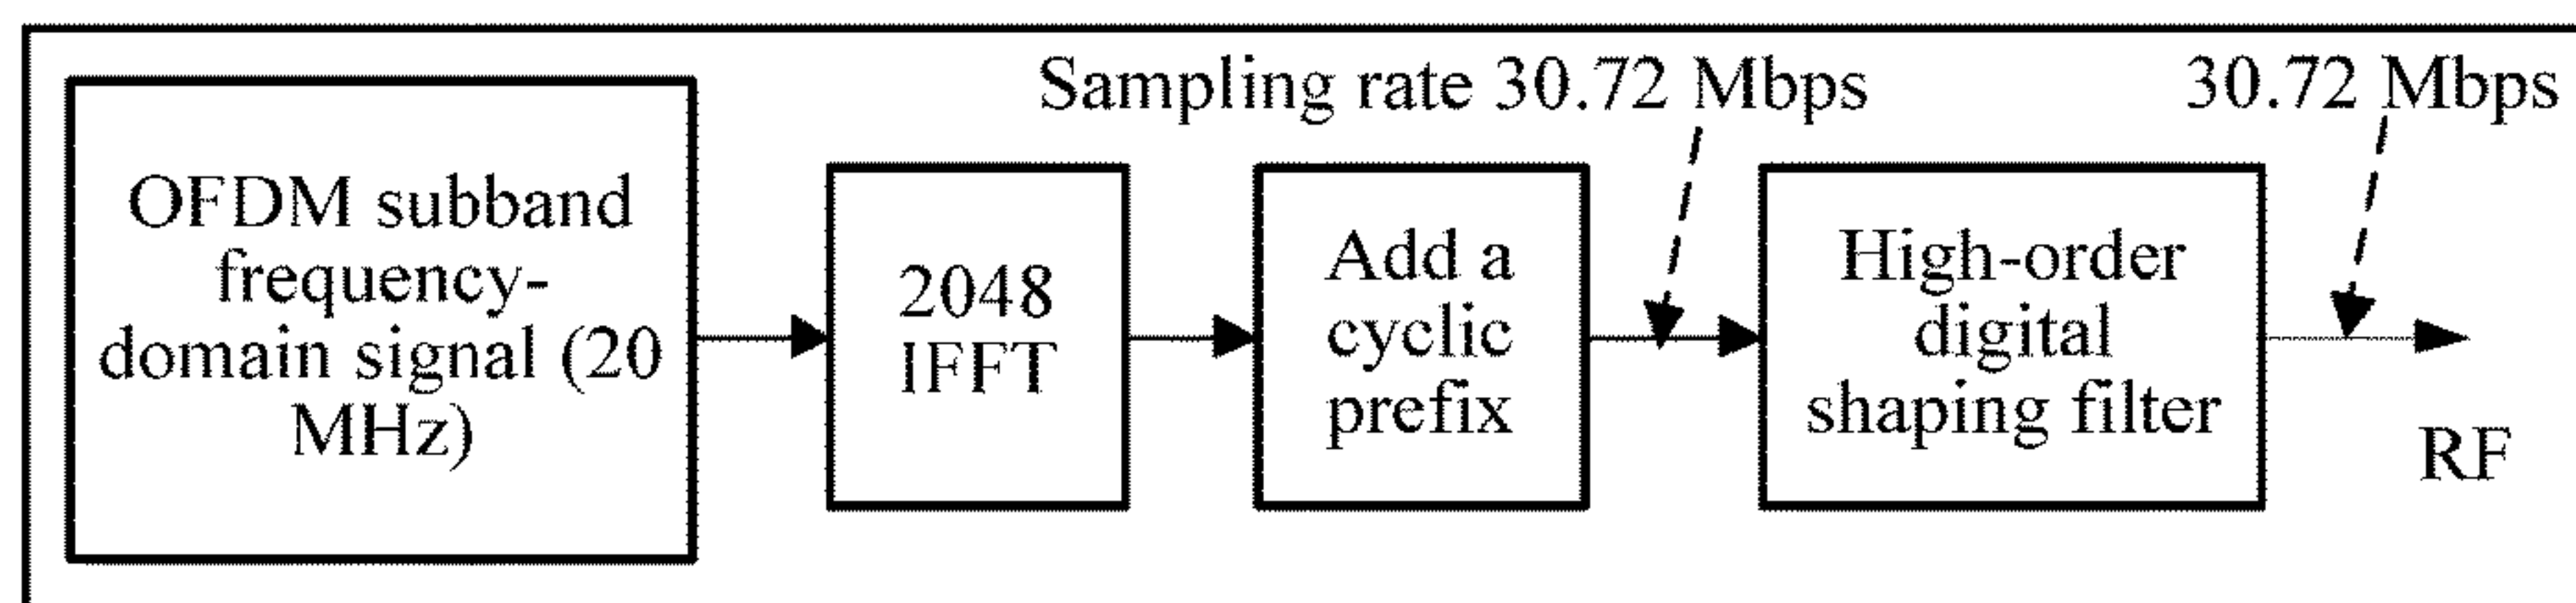 Sampling rate 30.72 Mbps
30.72 Mbps
OFDM subband
frequency-
domain signal (20
MHz)
2048
IFFT
Add a
cyclic
prefix
High-order
digital
shaping filter
RF